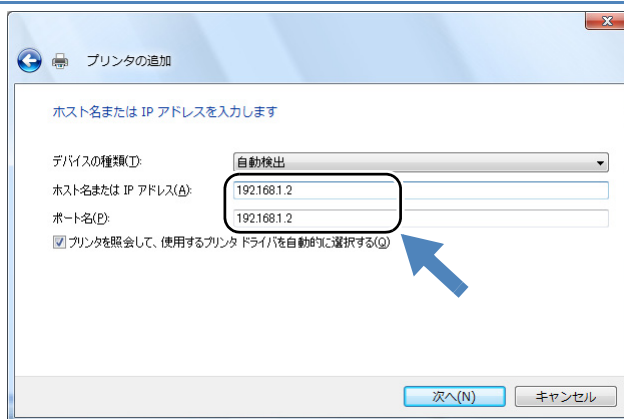 プリンタの追加
ホスト名または IP アドレスを入力します
デバイスの種類(T): 自動検出
ホスト名または IP アドレス(A): 192.168.1.2
ポート名(P): 192.168.1.2
プリンタを照会して、使用するプリンタ ドライバを自動的に選択する(Q)
次へ(N) キャンセル